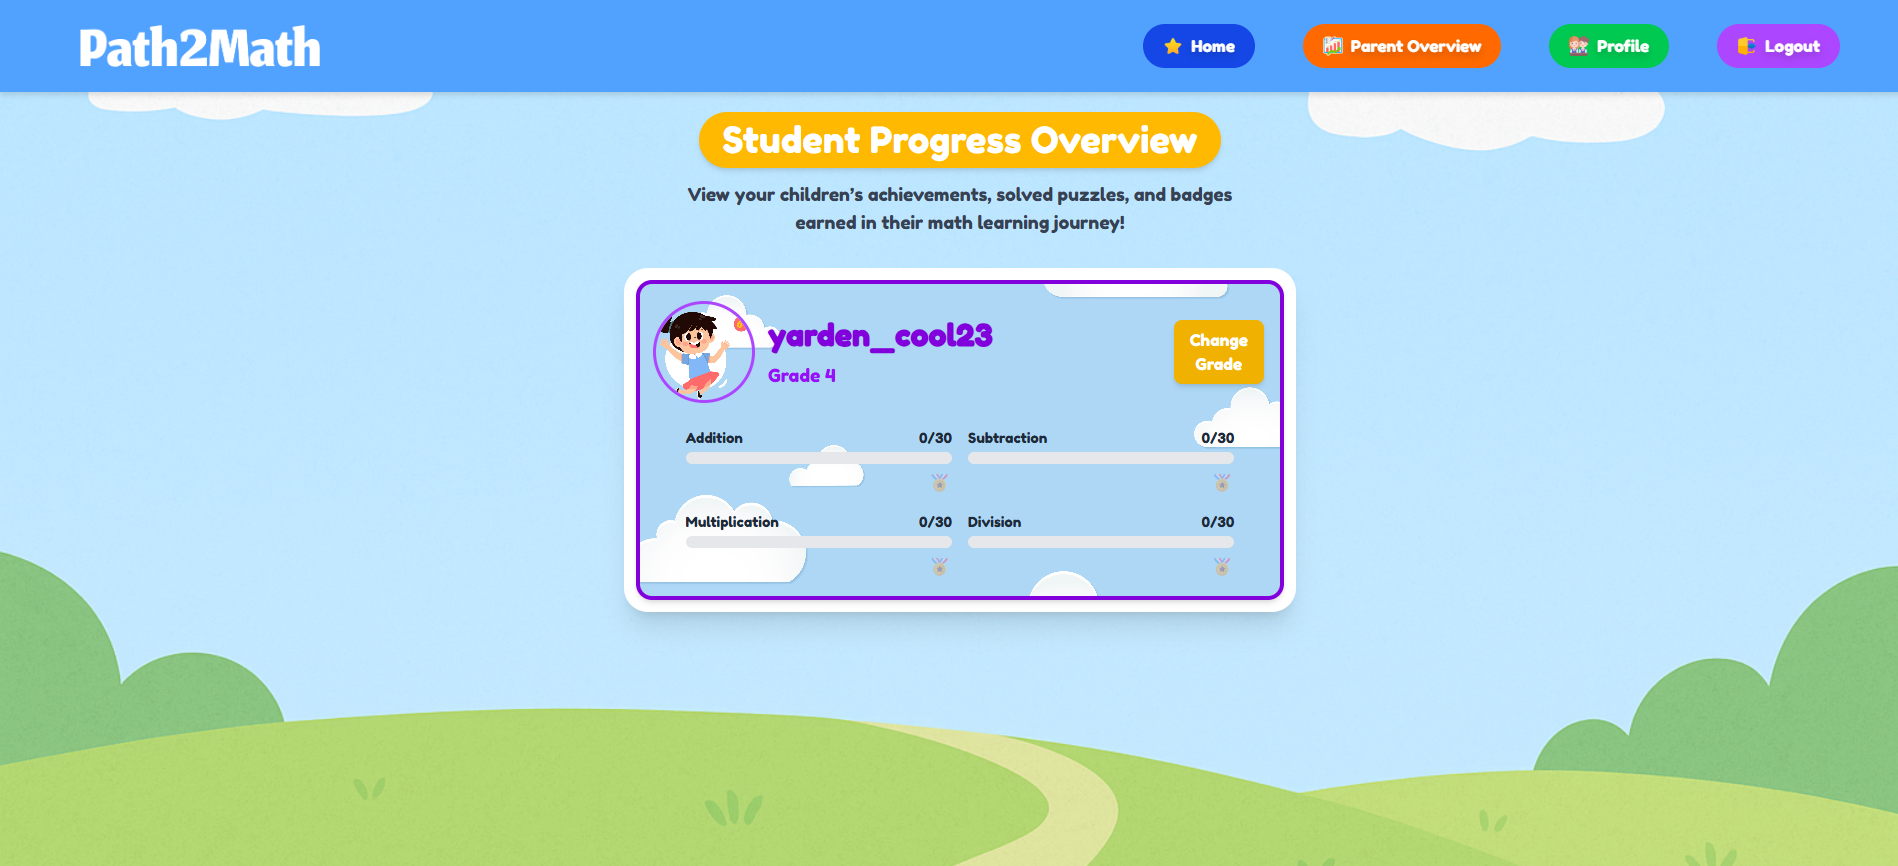 Path2Math
Home
Parent Overview
Profile
Logout
Student Progress Overview
View your children's achievements, solved puzzles, and badges
earned in their math learning journey!
yarden_cool23
Grade 4
Change
Grade
Addition 0/30
Subtraction 0/30
Multiplication 0/30
Division 0/30